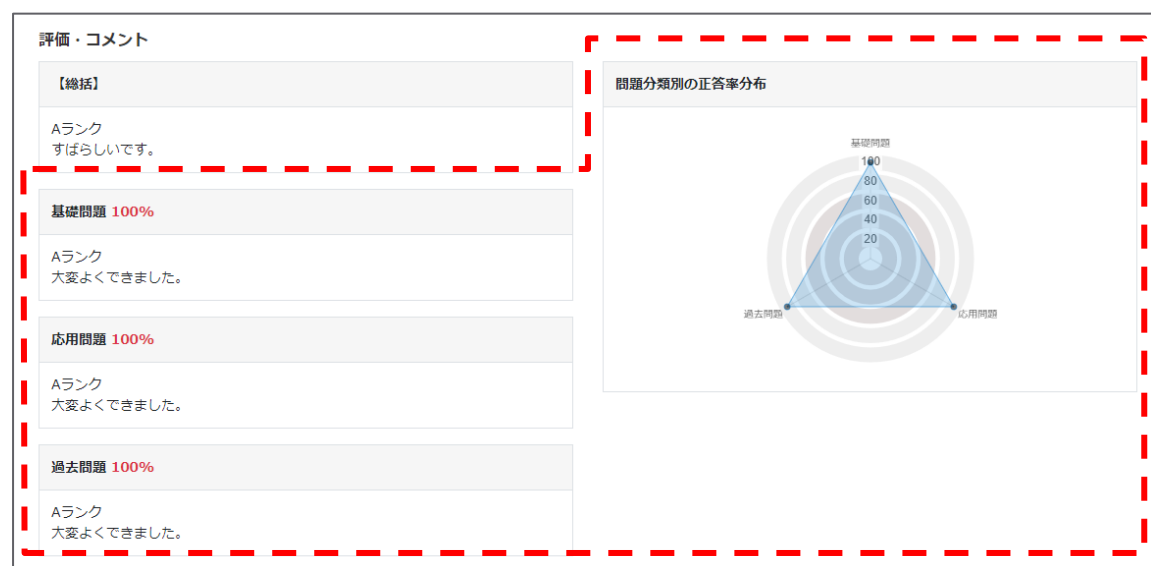 評価・コメント
【総括】
Aランク
すばらしいです。
基礎問題 100%
Aランク
大変よくできました。
応用問題 100%
Aランク
大変よくできました。
過去問題 100%
Aランク
大変よくできました。
問題分類別の正答率分布
基礎問題
100
80
60
40
20
過去問題
応用問題